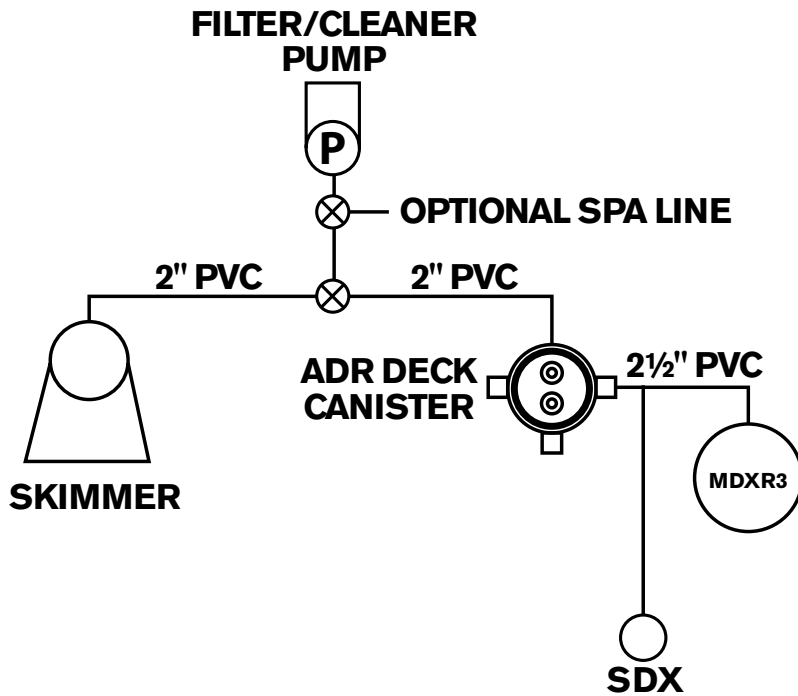 FILTER/CLEANER
PUMP
P
OPTIONAL SPA LINE
2" PVC
2" PVC
ADR DECK
CANISTER
2½" PVC
MDXR3
SKIMMER
SDX